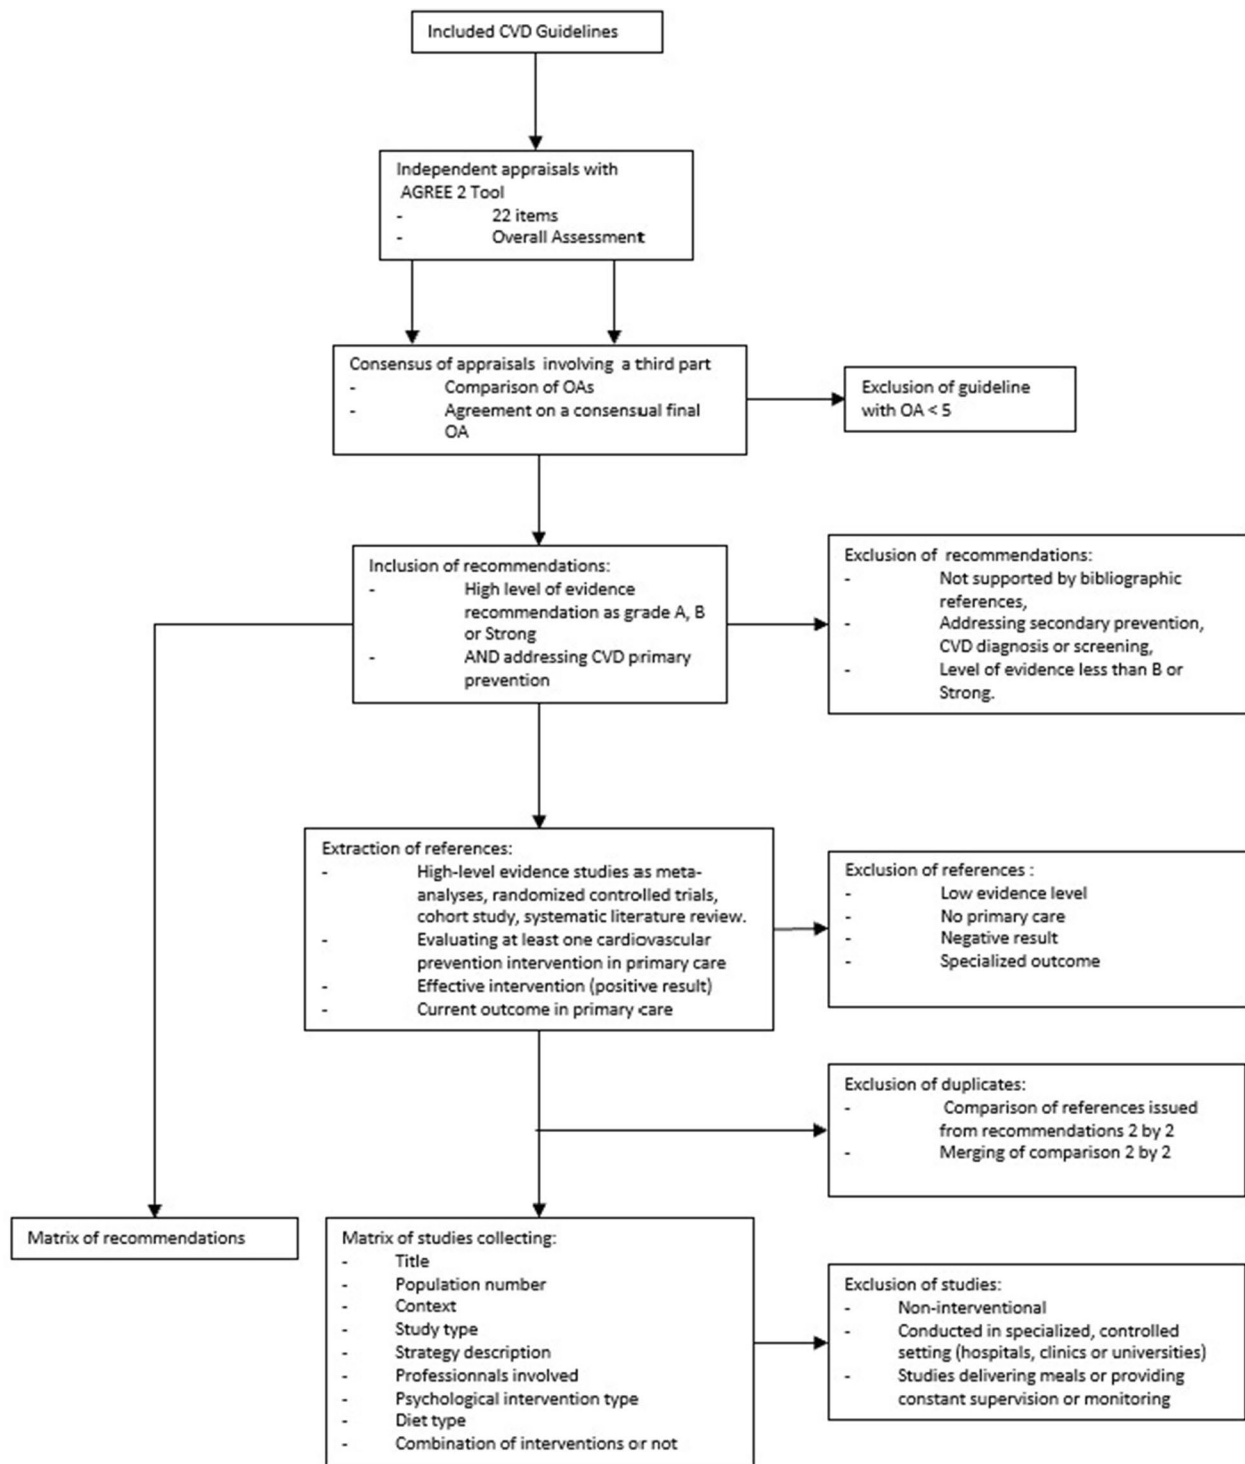 Included CVD Guidelines
Independent appraisals with
AGREE 2 Tool
- 22 items
- Overall Assessment
Consensus of appraisals involving a third part
- Comparison of OAs
- Agreement on a consensual final
OA
Exclusion of guideline
with OA < 5
Inclusion of recommendations:
- High level of evidence
recommendation as grade A, B
or Strong
- AND addressing CVD primary
prevention
Exclusion of recommendations:
- Not supported by bibliographic
references,
- Addressing secondary prevention,
CVD diagnosis or screening,
- Level of evidence less than B or
Strong.
Extraction of references:
- High-level evidence studies as meta-
analyses, randomized controlled trials,
cohort study, systematic literature review.
- Evaluating at least one cardiovascular
prevention intervention in primary care
- Effective intervention (positive result)
- Current outcome in primary care
Exclusion of references :
- Low evidence level
- No primary care
- Negative result
- Specialized outcome
Exclusion of duplicates:
- Comparison of references issued
from recommendations 2 by 2
- Merging of comparison 2 by 2
Matrix of recommendations
Matrix of studies collecting:
- Title
- Population number
- Context
- Study type
- Strategy description
- Professionnals involved
- Psychological intervention type
- Diet type
- Combination of interventions or not
Exclusion of studies:
- Non-interventional
- Conducted in specialized, controlled
setting (hospitals, clinics or universities)
- Studies delivering meals or providing
constant supervision or monitoring